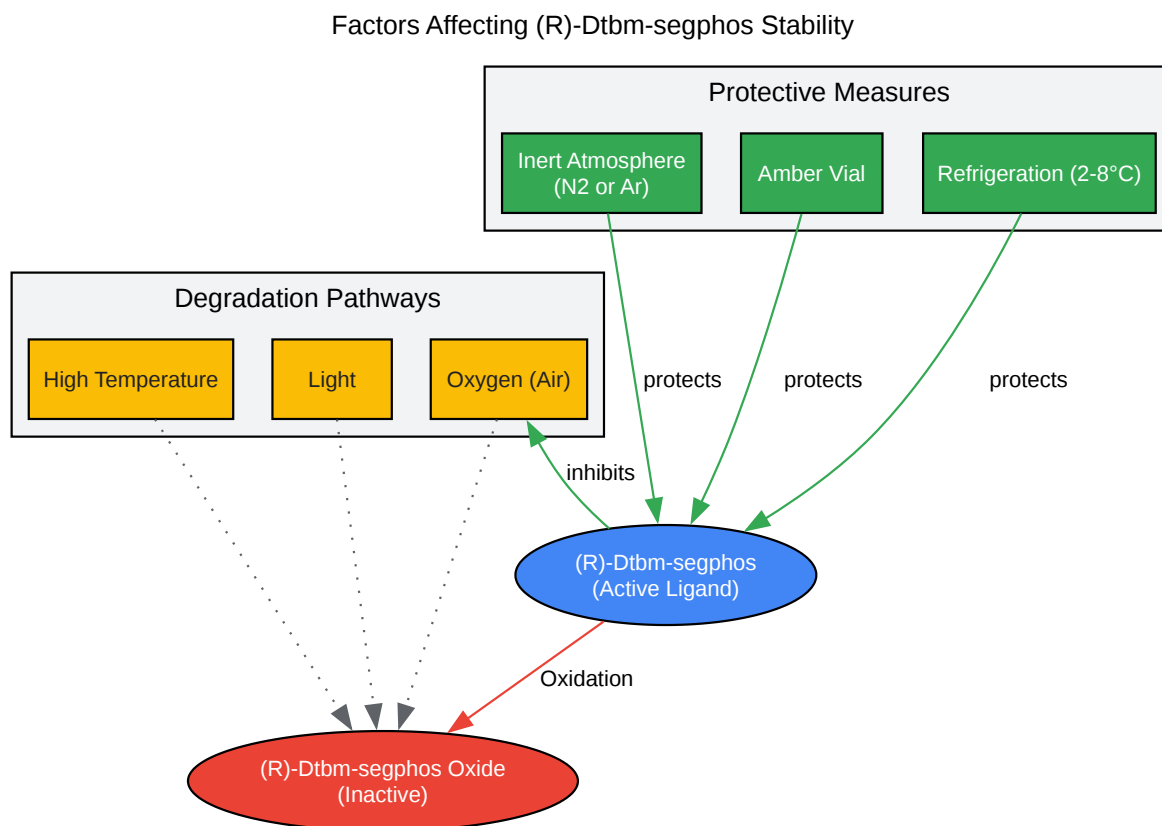 Factors Affecting (R)-Dtbm-segphos Stability
Protective Measures
Inert Atmosphere
(N2 or Ar)
Amber Vial
Refrigeration (2-8°C)
Degradation Pathways
High Temperature
Light
Oxygen (Air)
protects
protects
protects
inhibits
(R)-Dtbm-segphos
(Active Ligand)
Oxidation
(R)-Dtbm-segphos Oxide
(Inactive)